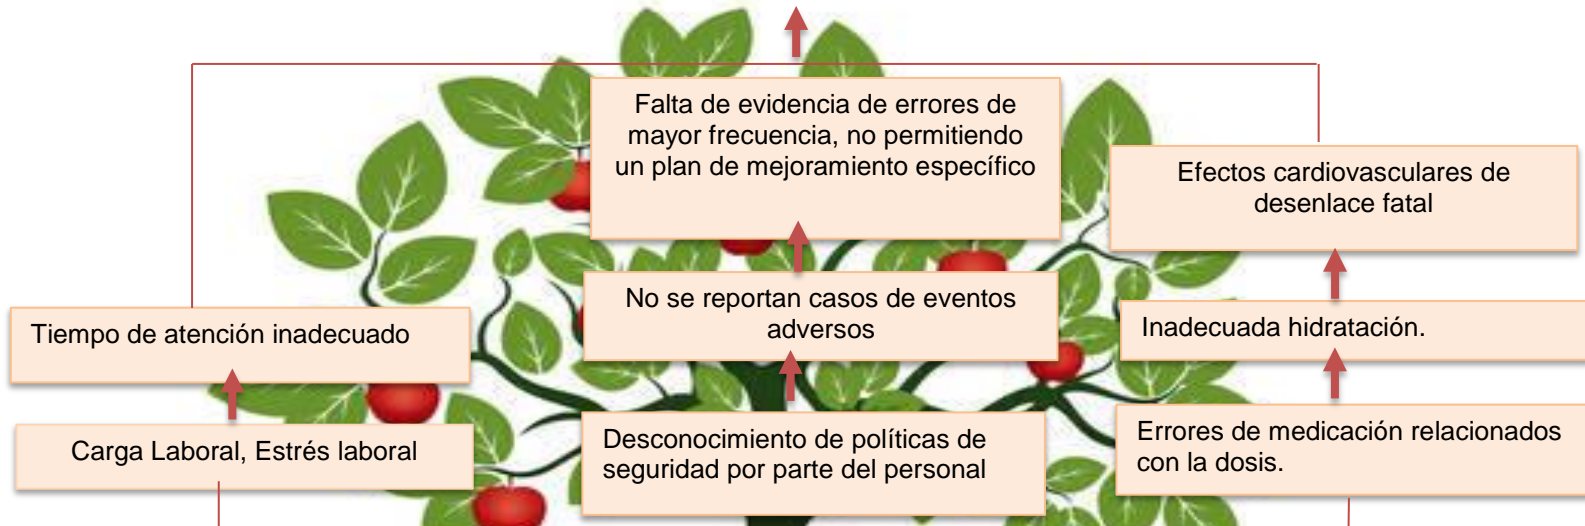 Falta de evidencia de errores de
mayor frecuencia, no permitiendo
un plan de mejoramiento específico
Efectos cardiovasculares de
desenlace fatal
No se reportan casos de eventos
adversos
Tiempo de atención inadecuado
Inadecuada hidratación.
Carga Laboral, Estrés laboral
Desconocimiento de políticas de
seguridad por parte del personal
Errores de medicación relacionados
con la dosis.